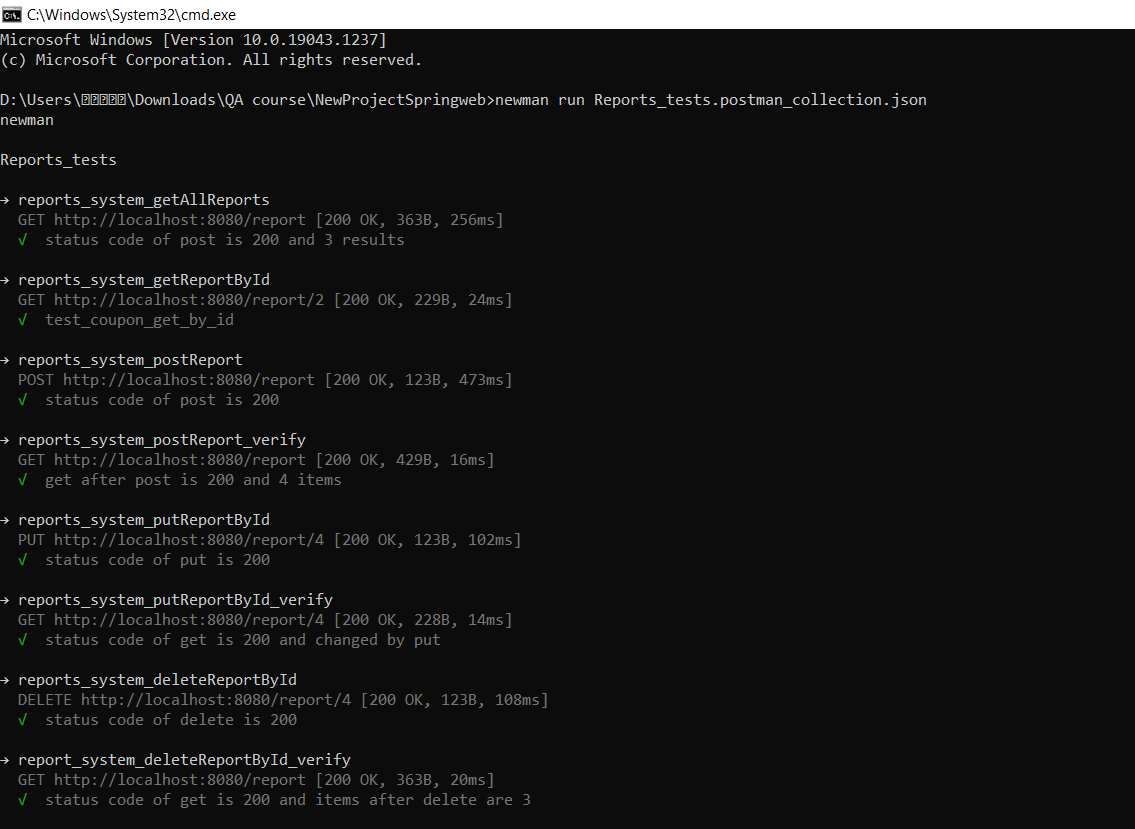 C:\Windows\System32\cmd.exe
Microsoft Windows [Version 10.0.19043.1237]
(c) Microsoft Corporation. All rights reserved.
D:\Users\\Downloads\QA course\NewProjectSpringweb>newman run Reports_tests.postman_collection.json
newman
Reports_tests
→ reports_system_getAllReports
GET http://localhost:8080/report [200 OK, 363B, 256ms]
√ status code of post is 200 and 3 results
→ reports_system_getReportById
GET http://localhost:8080/report/2 [200 OK, 229B, 24ms]
√ test_coupon_get_by_id
→ reports_system_postReport
POST http://localhost:8080/report [200 OK, 123B, 473ms]
√ status code of post is 200
→ reports_system_postReport_verify
GET http://localhost:8080/report [200 OK, 429B, 16ms]
√ get after post is 200 and 4 items
→ reports_system_putReportById
PUT http://localhost:8080/report/4 [200 OK, 123B, 102ms]
√ status code of put is 200
→ reports_system_putReportById_verify
GET http://localhost:8080/report/4 [200 OK, 228B, 14ms]
√ status code of get is 200 and changed by put
→ reports_system_deleteReportById
DELETE http://localhost:8080/report/4 [200 OK, 123B, 108ms]
√ status code of delete is 200
→ report_system_deleteReportById_verify
GET http://localhost:8080/report [200 OK, 363B, 20ms]
√ status code of get is 200 and items after delete are 3